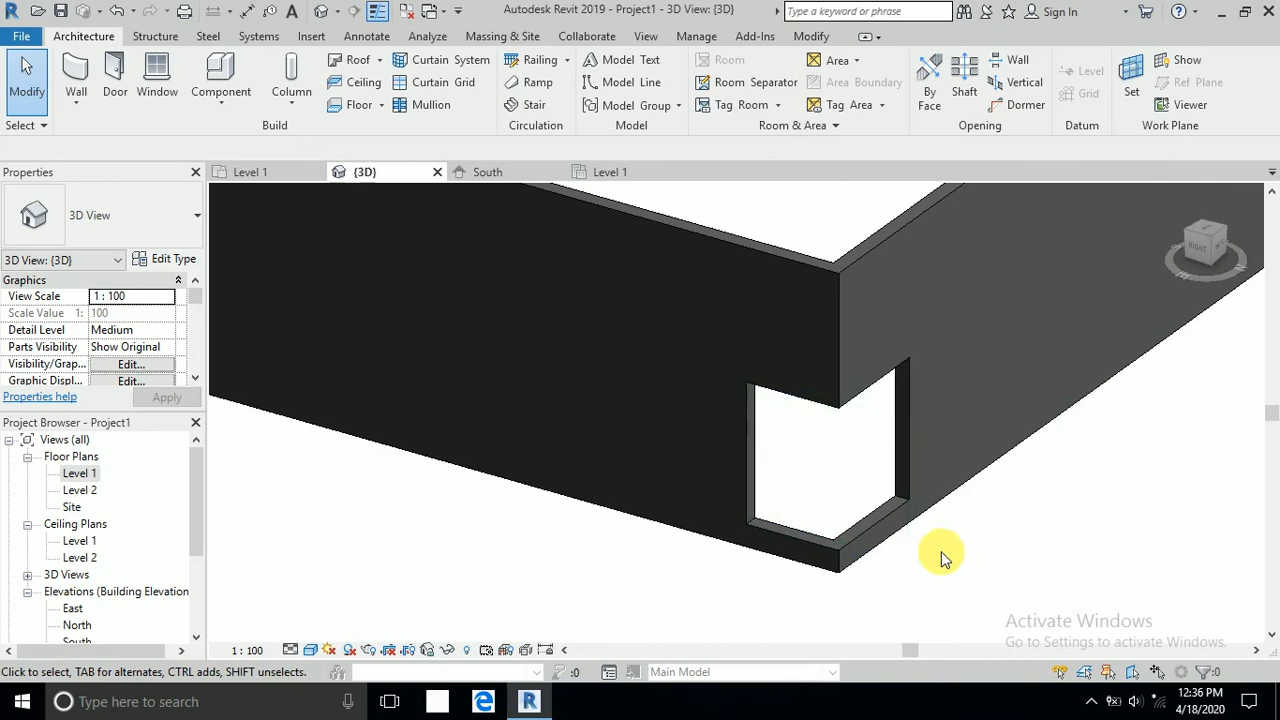 Autodesk Revit 2019 - Project1 - 3D View: {3D}
Type a keyword or phrase
Sign In
File Architecture Structure Steel Systems Insert Annotate Analyze Massing & Site Collaborate View Manage Add-Ins Modify
Modify
Wall
Door
Window
Component
Column
Roof
Ceiling
Floor
Curtain System
Curtain Grid
Mullion
Railing
Ramp
Stair
Model Text
Model Line
Model Group
Room
Room Separator
Tag Room
Area
Area Boundary
Tag Area
By Face
Shaft
Wall
Vertical
Dormer
Level
Grid
Set
Show
Ref Plane
Viewer
Select Build Circulation Model Room & Area Opening Datum Work Plane
Properties
Level 1
{3D}
South
Level 1
3D View
3D View: {3D}
Edit Type
Graphics
View Scale 1 : 100
Scale Value 1: 100
Detail Level Medium
Parts Visibility Show Original
Visibility/Grap... Edit...
Graphic Displ... Edit...
Properties help
Apply
Project Browser - Project1
Views (all)
Floor Plans
Level 1
Level 2
Site
Ceiling Plans
Level 1
Level 2
3D Views
Elevations (Building Elevation
East
North
South
RIGHT
Activate Windows
Go to Settings to activate Windows.
1 : 100
Click to select, TAB for alternates, CTRL adds, SHIFT unselects.
:0
Main Model
:0
Type here to search
12:36 PM
4/18/2020